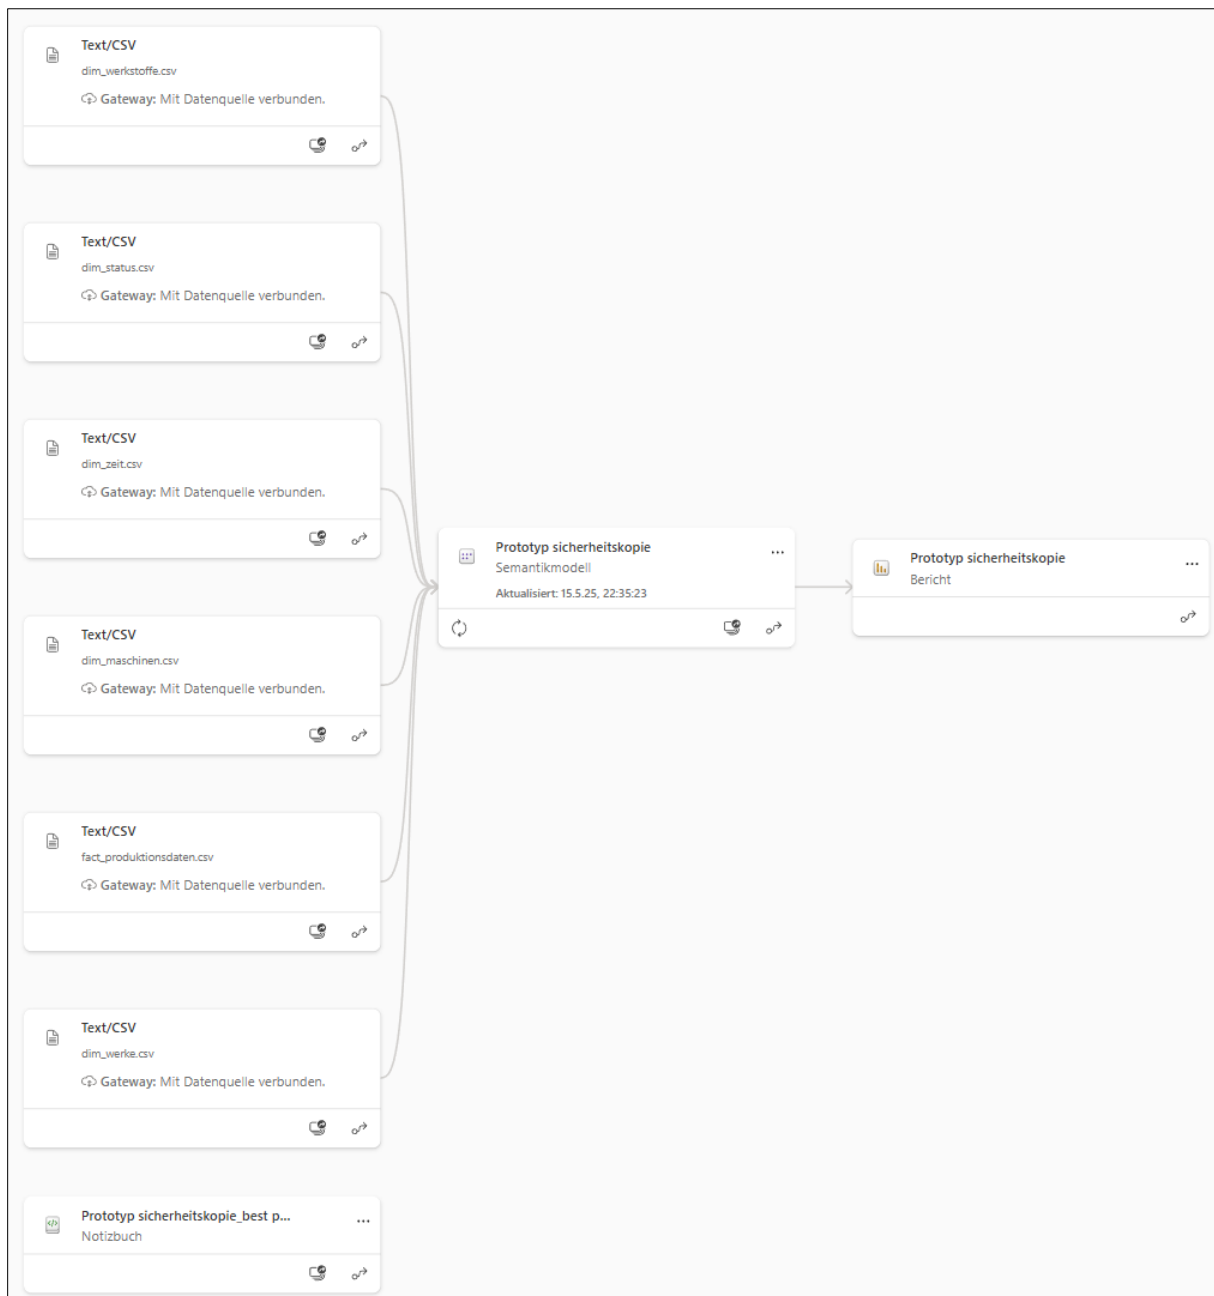 Text/CSV
dim_werkstoffe.csv
Gateway: Mit Datenquelle verbunden.
Text/CSV
dim_status.csv
Gateway: Mit Datenquelle verbunden.
Text/CSV
dim_zeit.csv
Gateway: Mit Datenquelle verbunden.
Text/CSV
dim_maschinen.csv
Gateway: Mit Datenquelle verbunden.
Text/CSV
fact_produktionsdaten.csv
Gateway: Mit Datenquelle verbunden.
Text/CSV
dim_werke.csv
Gateway: Mit Datenquelle verbunden.
Prototyp sicherheitskopie_best p...
Notizbuch
Prototyp sicherheitskopie
Semantikmodell
Aktualisiert: 15.5.25, 22:35:23
Prototyp sicherheitskopie
Bericht